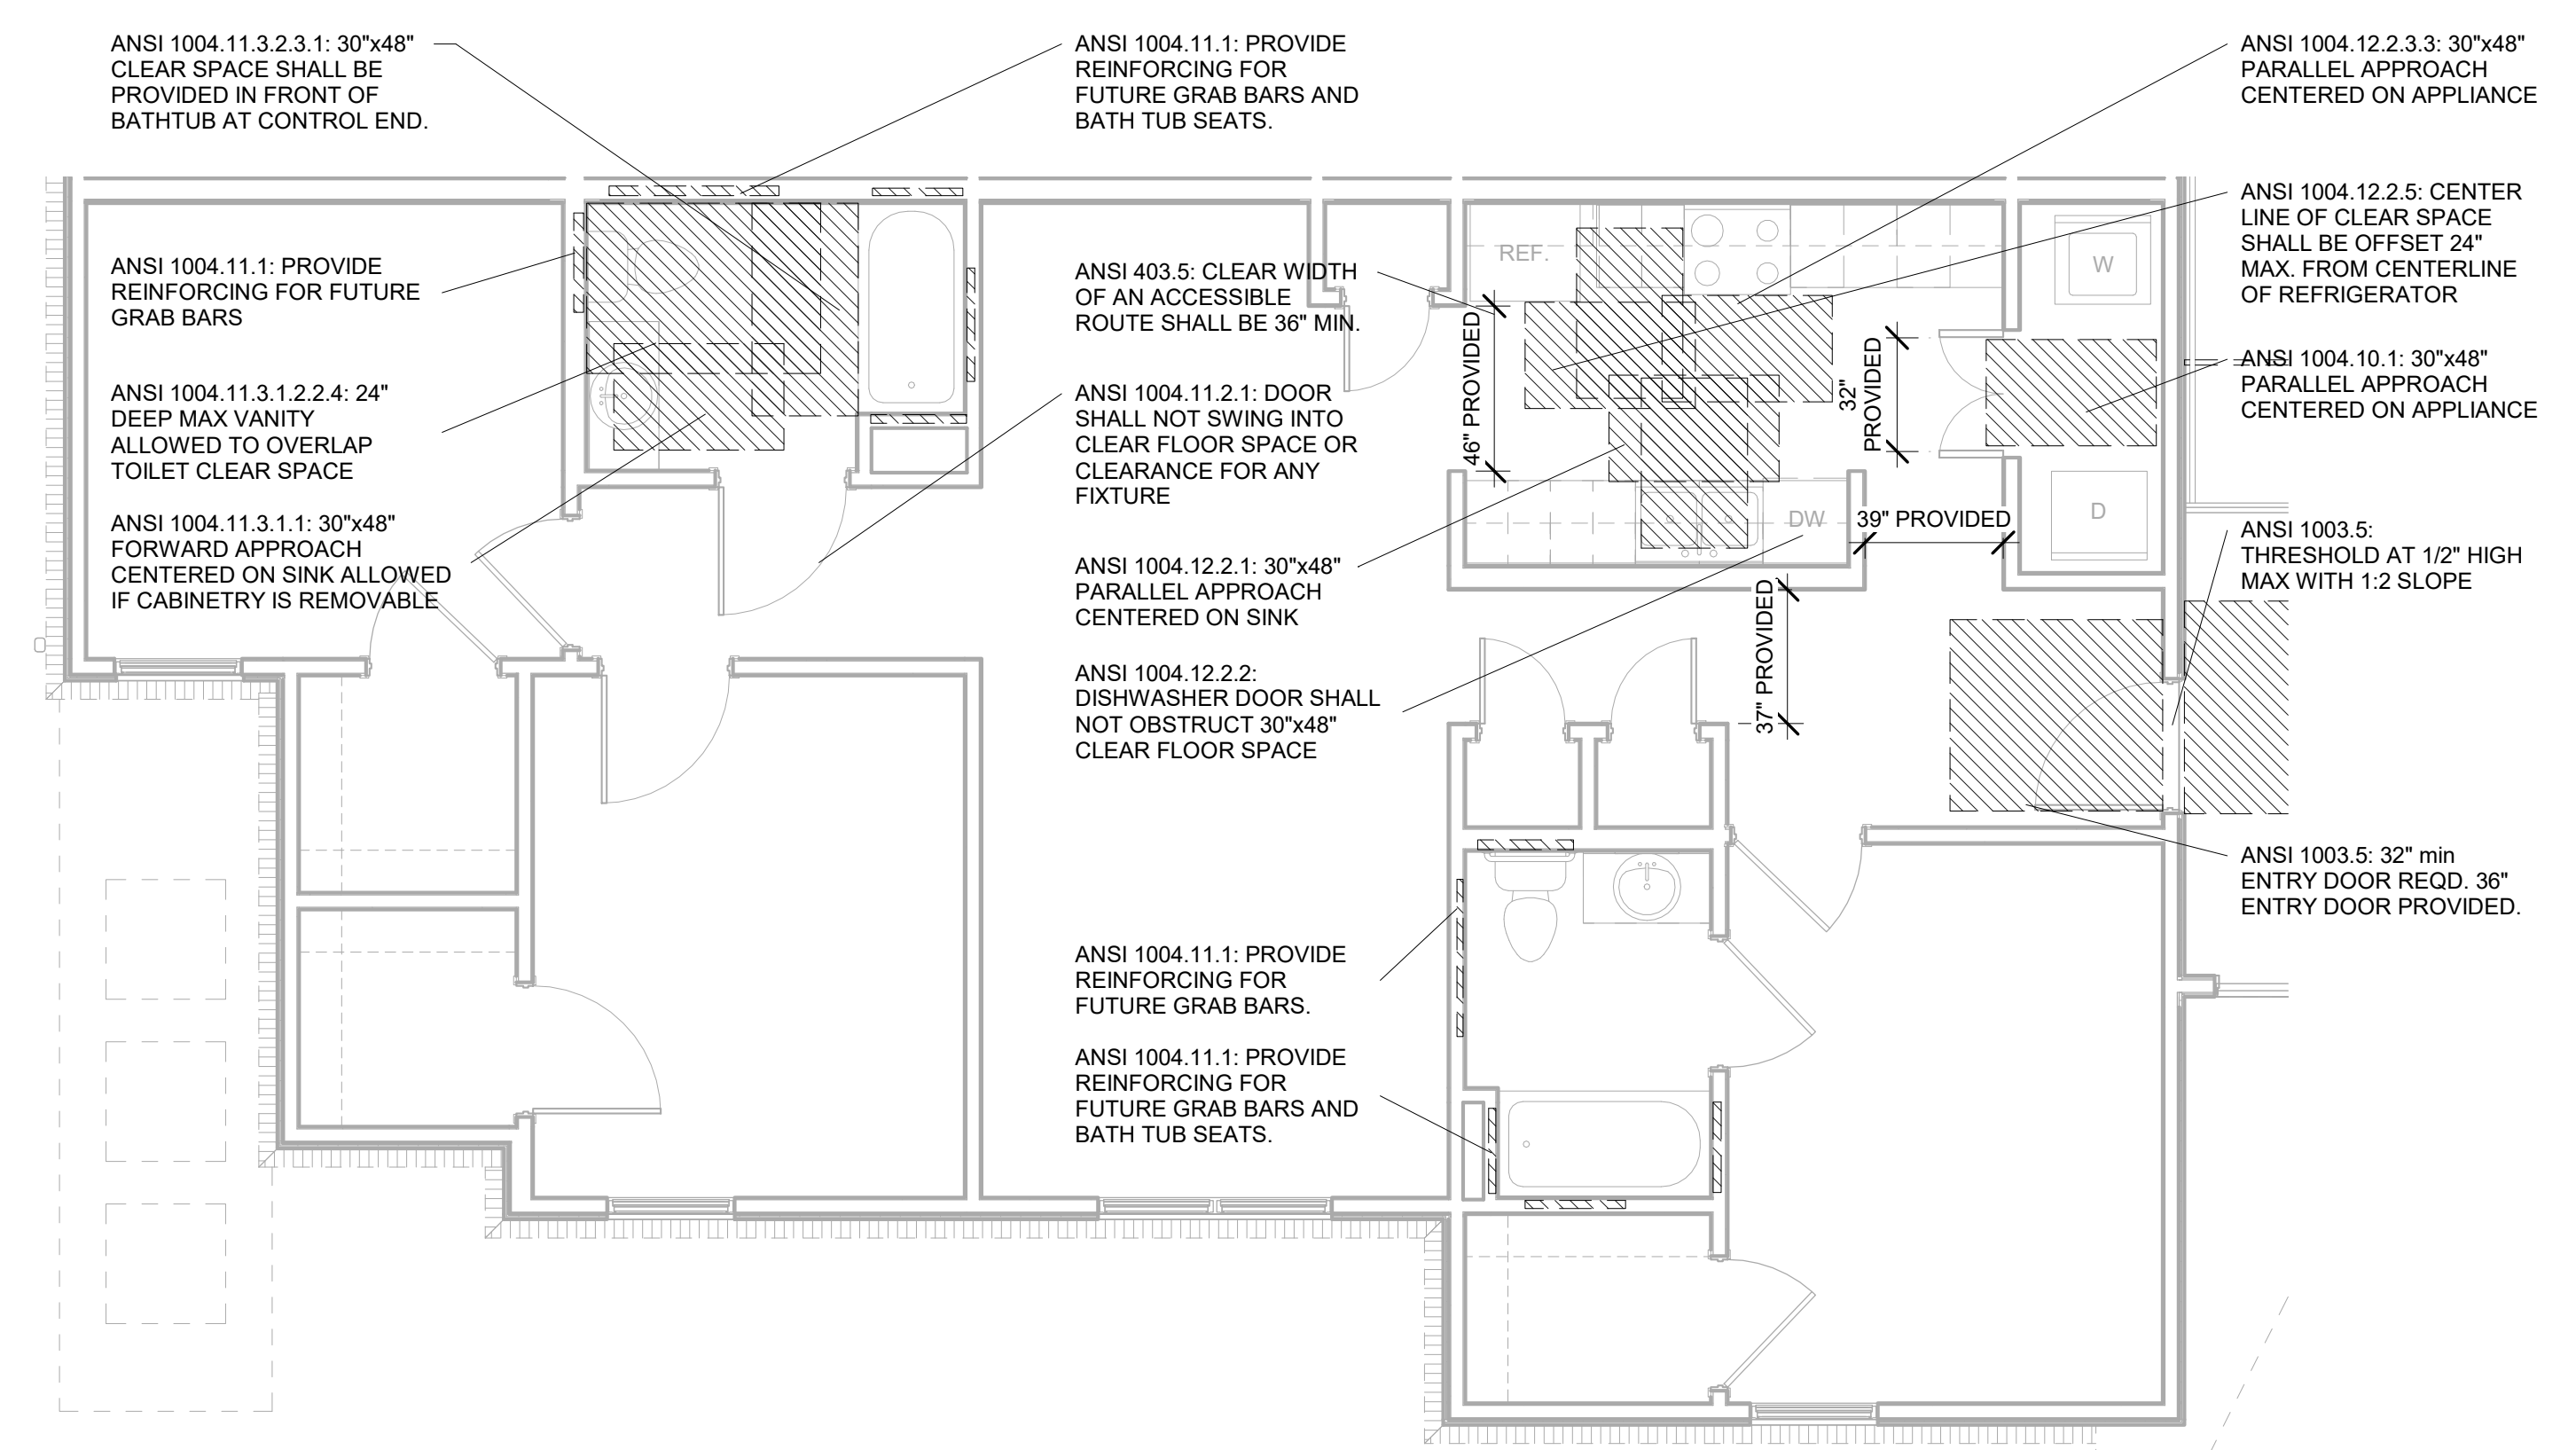 ANSI 1004.11.3.2.3.1: 30"x48"
CLEAR SPACE SHALL BE
PROVIDED IN FRONT OF
BATHTUB AT CONTROL END.
ANSI 1004.11.1: PROVIDE
REINFORCING FOR
FUTURE GRAB BARS AND
BATH TUB SEATS.
ANSI 1004.12.2.3.3: 30"x48"
PARALLEL APPROACH
CENTERED ON APPLIANCE
ANSI 1004.11.1: PROVIDE
REINFORCING FOR FUTURE
GRAB BARS
ANSI 1004.11.3.1.2.2.4: 24"
DEEP MAX VANITY
ALLOWED TO OVERLAP
TOILET CLEAR SPACE
ANSI 1004.11.3.1.1: 30"x48"
FORWARD APPROACH
CENTERED ON SINK ALLOWED
IF CABINETRY IS REMOVABLE
ANSI 403.5: CLEAR WIDTH
OF AN ACCESSIBLE
ROUTE SHALL BE 36" MIN.
ANSI 1004.11.2.1: DOOR
SHALL NOT SWING INTO
CLEAR FLOOR SPACE OR
CLEARANCE FOR ANY
FIXTURE
ANSI 1004.12.2.1: 30"x48"
PARALLEL APPROACH
CENTERED ON SINK
ANSI 1004.12.2.2:
DISHWASHER DOOR SHALL
NOT OBSTRUCT 30"x48"
CLEAR FLOOR SPACE
ANSI 1004.11.1: PROVIDE
REINFORCING FOR
FUTURE GRAB BARS.
ANSI 1004.11.1: PROVIDE
REINFORCING FOR
FUTURE GRAB BARS AND
BATH TUB SEATS.
REF.
46" PROVIDED
32"
PROVIDED
DW
39" PROVIDED
37" PROVIDED
W
D
ANSI 1004.12.2.5: CENTER
LINE OF CLEAR SPACE
SHALL BE OFFSET 24"
MAX. FROM CENTERLINE
OF REFRIGERATOR
ANSI 1004.10.1: 30"x48"
PARALLEL APPROACH
CENTERED ON APPLIANCE
ANSI 1003.5:
THRESHOLD AT 1/2" HIGH
MAX WITH 1:2 SLOPE
ANSI 1003.5: 32" min
ENTRY DOOR REQD. 36"
ENTRY DOOR PROVIDED.